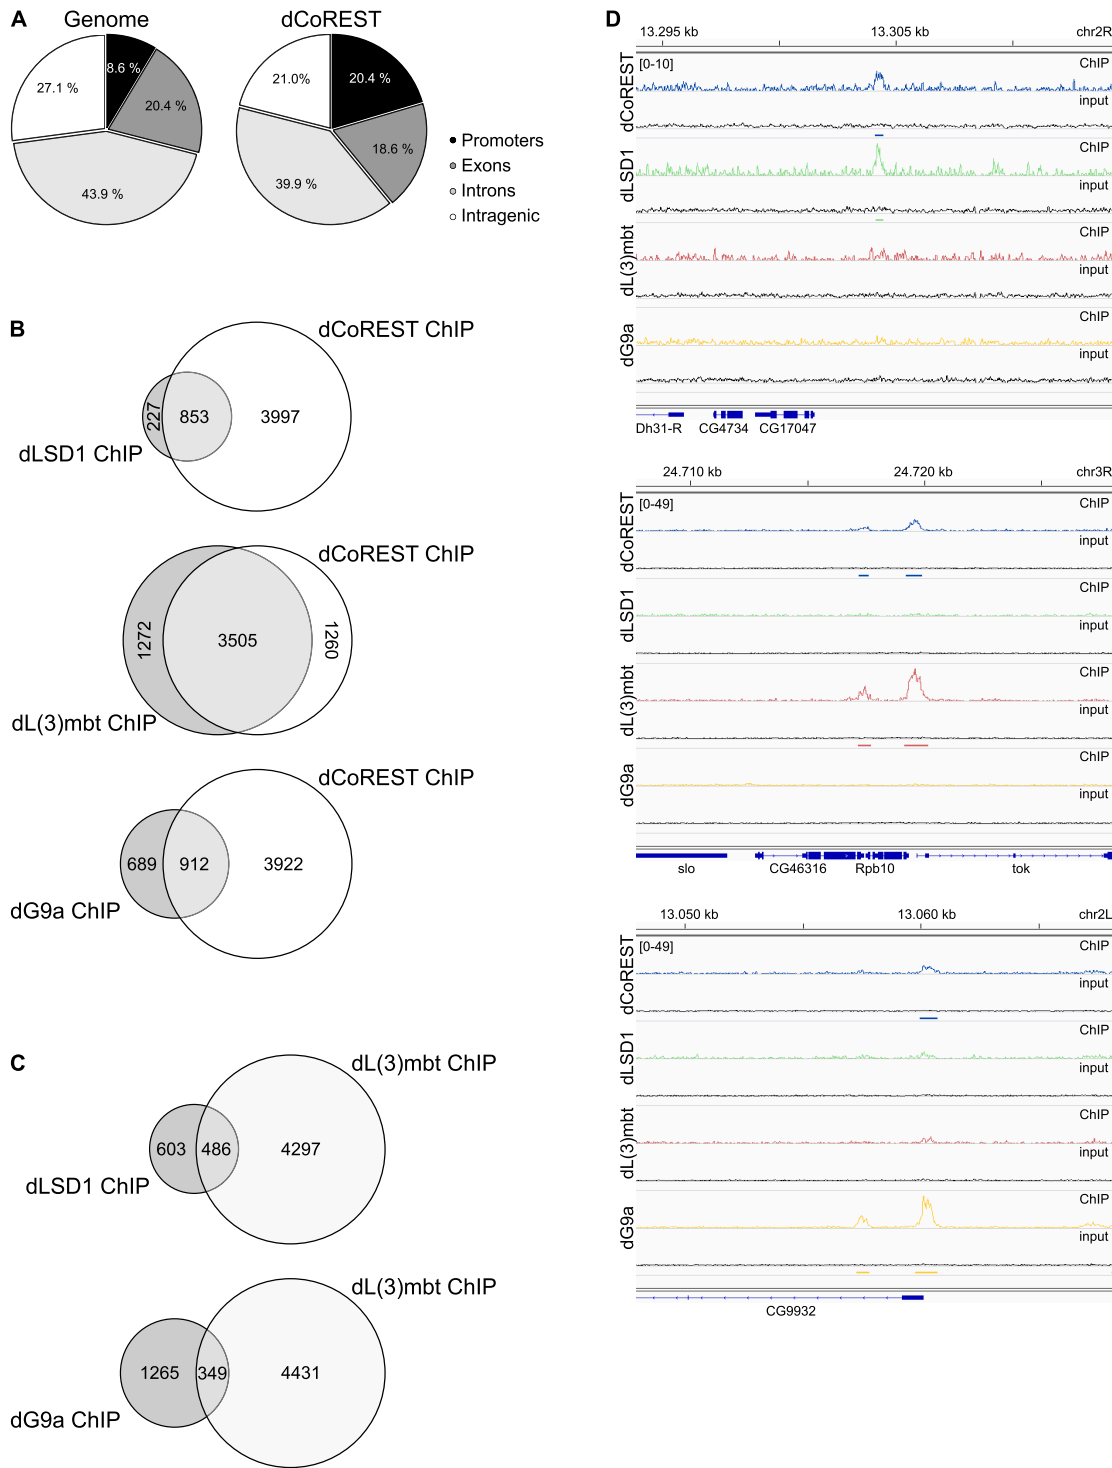 A
Genome
dCoREST
8.6 %
20.4 %
43.9 %
27.1 %
20.4 %
18.6 %
39.9 %
21.0%
Promoters
Exons
Introns
Intragenic
B
dCoREST ChIP
227
853
3997
dLSD1 ChIP
dCoREST ChIP
1272
3505
1260
dL(3)mbt ChIP
dCoREST ChIP
689
912
3922
dG9a ChIP
C
dL(3)mbt ChIP
603
486
4297
dLSD1 ChIP
dL(3)mbt ChIP
1265
349
4431
dG9a ChIP
D
13.295 kb
13.305 kb
chr2R
dCoREST
[0-10]
ChIP
input
dLSD1
ChIP
input
dL(3)mbt
ChIP
input
dG9a
ChIP
input
Dh31-R
CG4734
CG17047
24.710 kb
24.720 kb
chr3R
dCoREST
[0-49]
ChIP
input
dLSD1
ChIP
input
dL(3)mbt
ChIP
input
dG9a
ChIP
input
slo
CG46316
Rpb10
tok
13.050 kb
13.060 kb
chr2L
dCoREST
[0-49]
ChIP
input
dLSD1
ChIP
input
dL(3)mbt
ChIP
input
dG9a
ChIP
input
CG9932